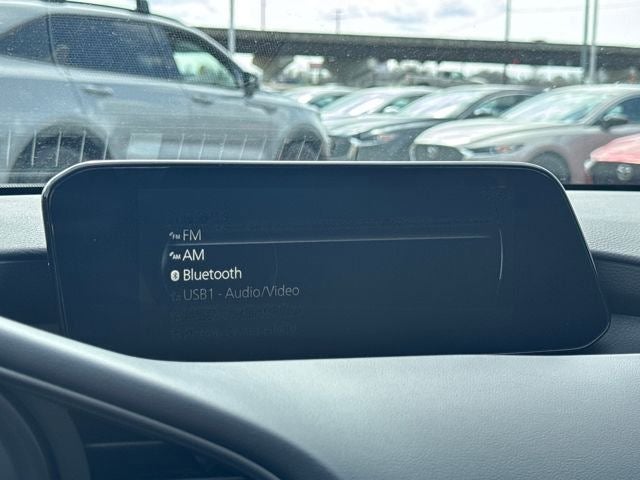 FM
AM
Bluetooth
USB1 - Audio/Video